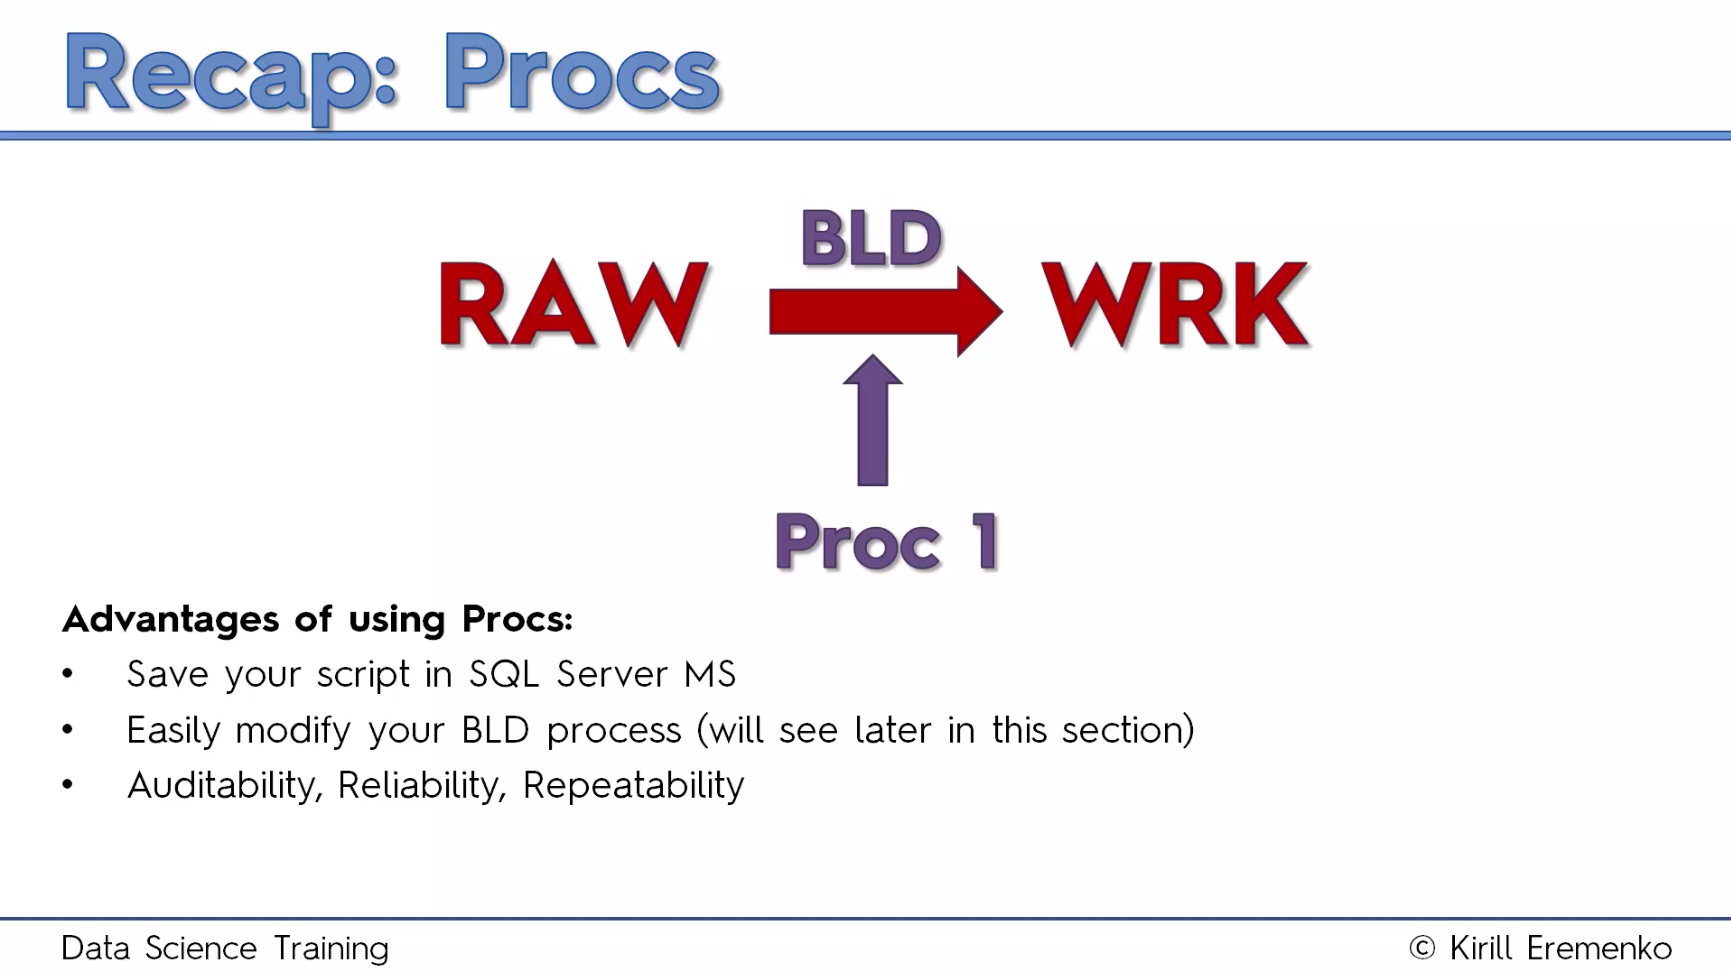 Recap: Procs
BLD
RAW
WRK
Proc 1
Advantages of using Procs:
• Save your script in SQL Server MS
• Easily modify your BLD process (will see later in this section)
• Auditability, Reliability, Repeatability
Data Science Training
© Kirill Eremenko